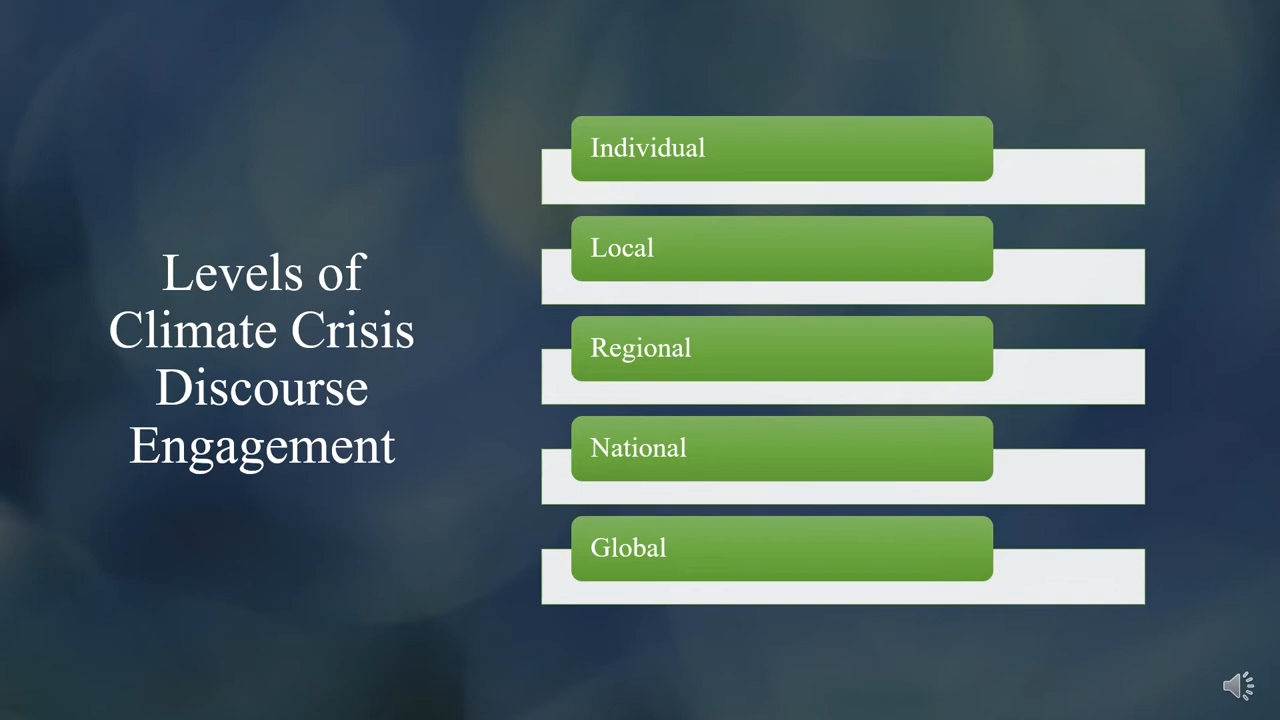 Levels of
Climate Crisis
Discourse
Engagement
Individual
Local
Regional
National
Global